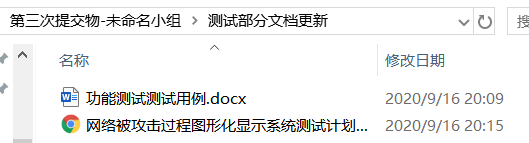 第三次提交物-未命名小组 > 测试部分文档更新 搜
名称 修改日期
功能测试测试用例.docx 2020/9/16 20:09
网络被攻击过程图形化显示系统测试计划... 2020/9/16 20:15